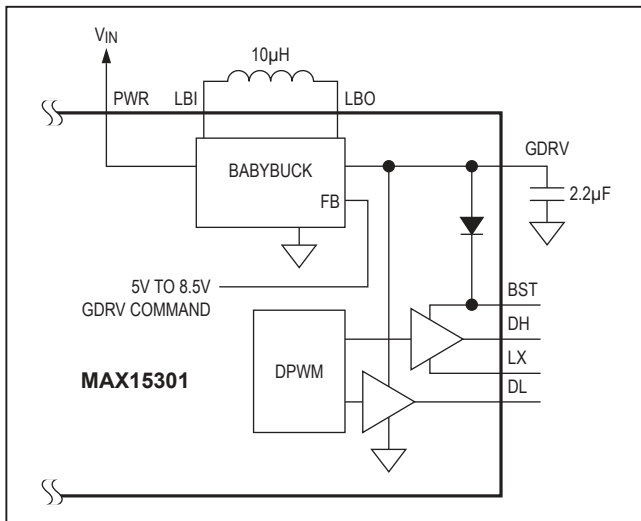 VIN
10µH
PWR
LBI
LBO
GDRV
BABYBUCK
2.2µF
FB
5V TO 8.5V
GDRV COMMAND
BST
DH
DPWM
LX
MAX15301
DL